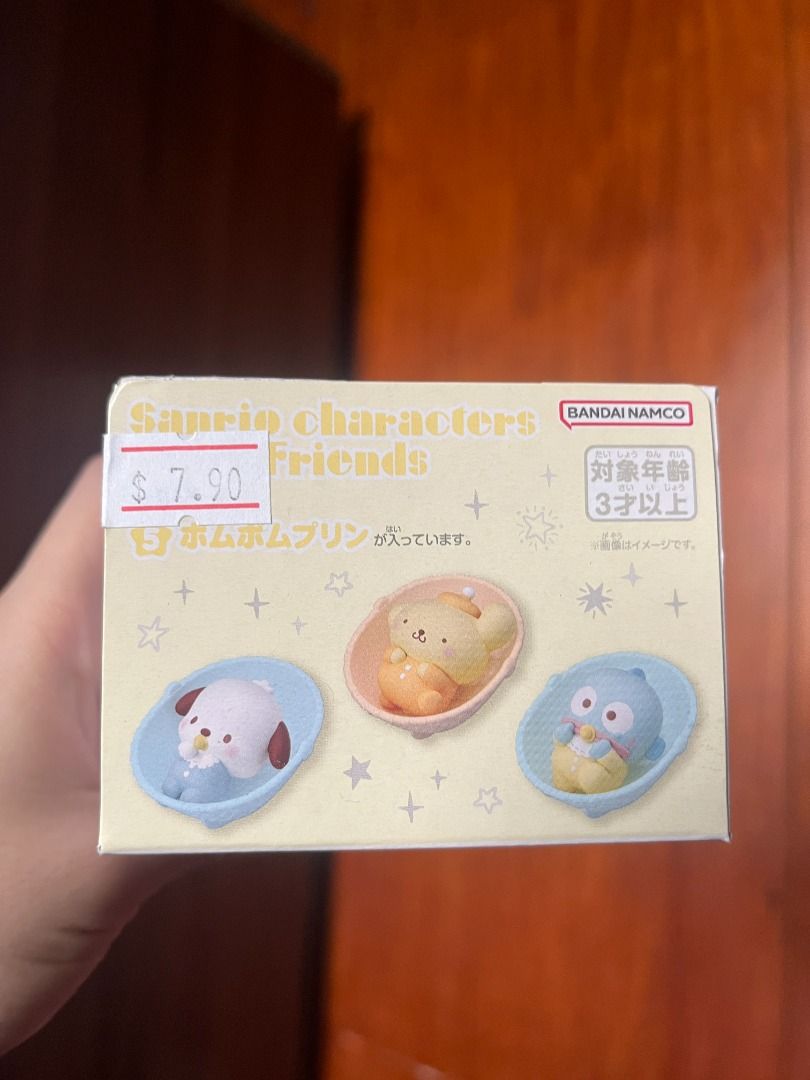 Sanrio characters
BANDAI NAMCO
Friends
$ 7.90
たいしょうねんれい
対象年齢
さいいじょう
3才以上
5 ポムポムプリンが入っています。
はい
がぞう
※画像はイメージです。